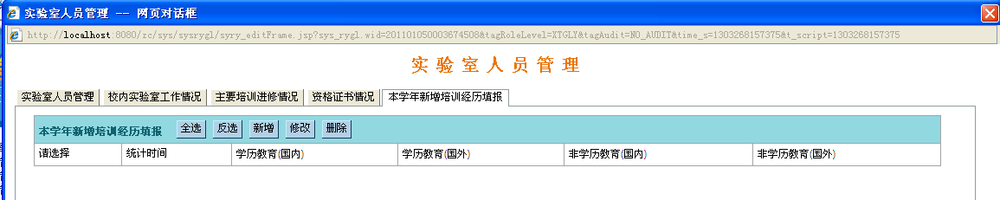 实验室人员管理 -- 网页对话框
http://localhost:8080/zc/sys/sysrygl/syry_editFrame.jsp?sys_rygl.wid=201101050003674508&tagRoleLevel=XTGLY&tagAudit=NO_AUDIT&time_s=1303268157375&t_script=1303268157375
实验室人员管理
实验室人员管理 校内实验室工作情况 主要培训进修情况 资格证书情况 本学年新增培训经历填报
本学年新增培训经历填报 全选 反选 新增 修改 删除
请选择 统计时间 学历教育(国内) 学历教育(国外) 非学历教育(国内) 非学历教育(国外)